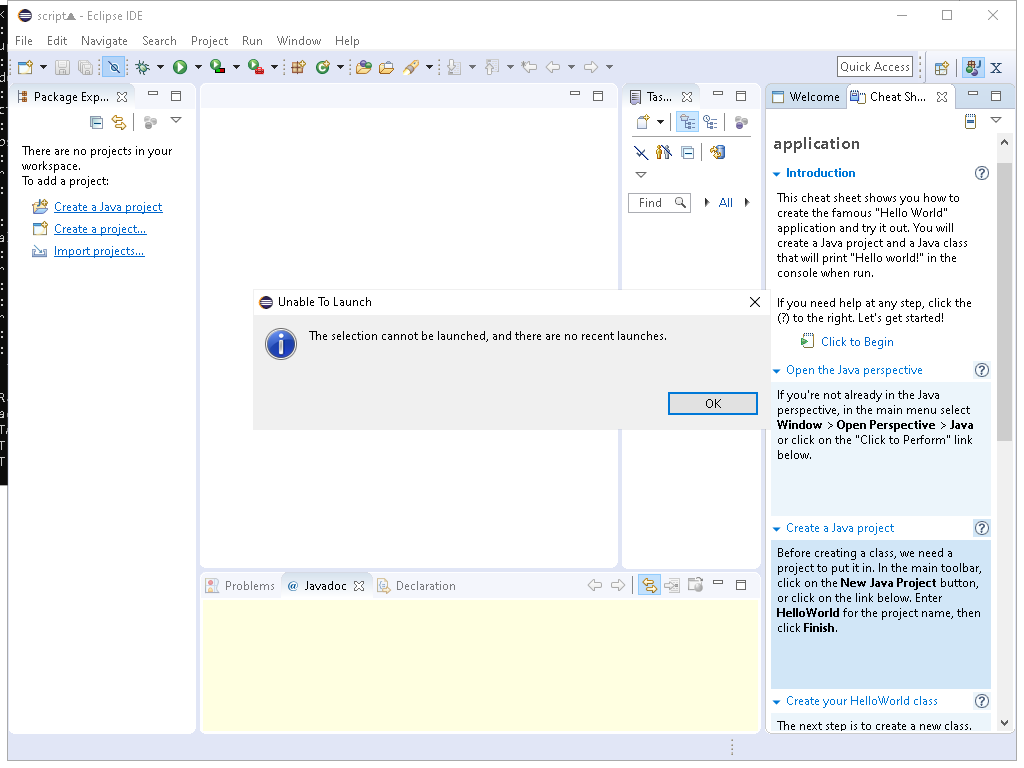 script▲ - Eclipse IDE
File Edit Navigate Search Project Run Window Help
Quick Access
Package Exp...
There are no projects in your
workspace.
To add a project:
Create a Java project
Create a project...
Import projects...
Tas...
Find
All
Welcome
Cheat Sh...
application
Introduction
This cheat sheet shows you how to
create the famous "Hello World"
application and try it out. You will
create a Java project and a Java class
that will print "Hello world!" in the
console when run.
If you need help at any step, click the
(?) to the right. Let's get started!
Click to Begin
Open the Java perspective
If you're not already in the Java
perspective, in the main menu select
Window > Open Perspective > Java
or click on the "Click to Perform" link
below.
Create a Java project
Before creating a class, we need a
project to put it in. In the main toolbar,
click on the New Java Project button,
or click on the link below. Enter
HelloWorld for the project name, then
click Finish.
Create your HelloWorld class
The next step is to create a new class.
Unable To Launch
The selection cannot be launched, and there are no recent launches.
OK
Problems
@ Javadoc
Declaration